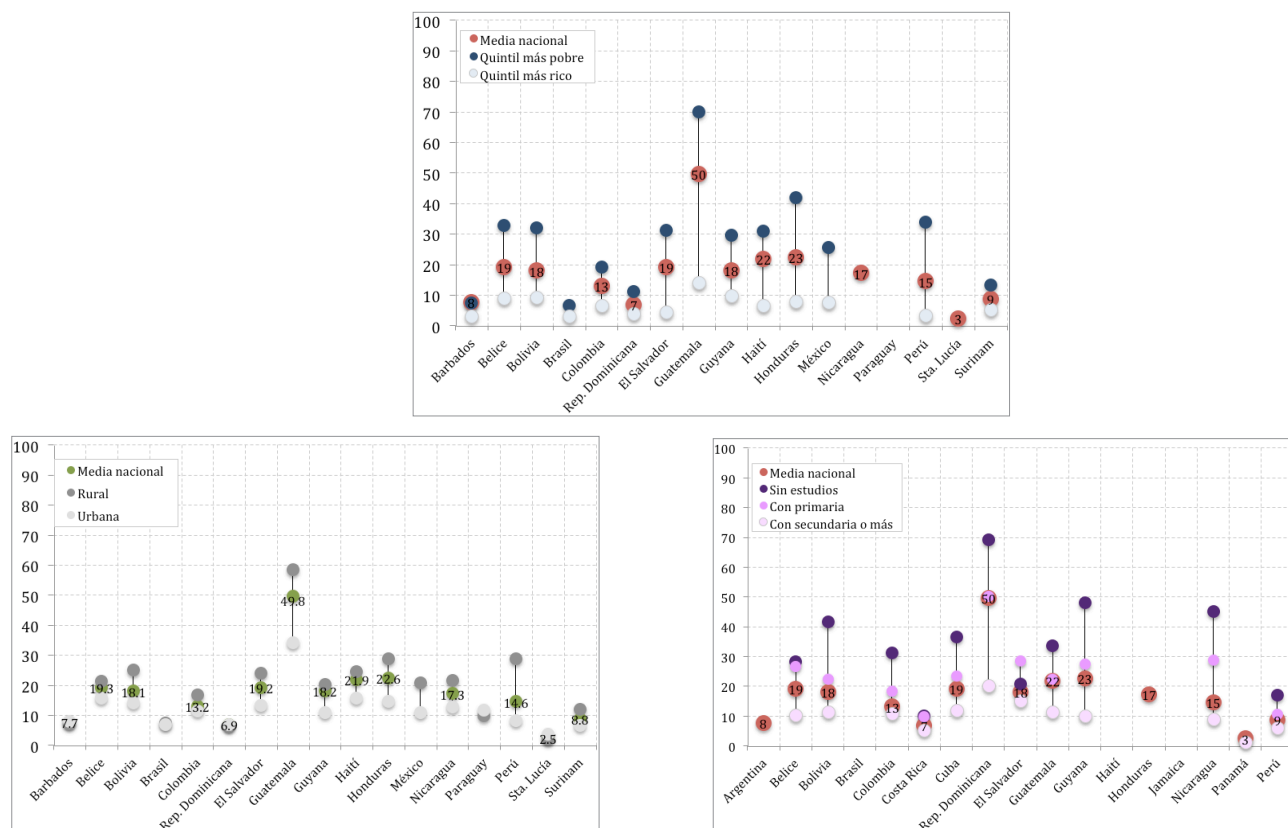 100
90
80
70
60
50
40
30
20
10
0
Media nacional
Quintil más pobre
Quintil más rico
8
19
18
13
7
19
50
18
22
23
17
15
3
9
Barbados
Belice
Bolivia
Brasil
Colombia
Rep. Dominicana
El Salvador
Guatemala
Guyana
Haití
Honduras
México
Nicaragua
Paraguay
Perú
Sta. Lucía
Surinam
100
90
80
70
60
50
40
30
20
10
0
Media nacional
Rural
Urbana
7.7
19.3
18.1
13.2
6.9
19.2
49.8
18.2
21.9
22.6
17.3
14.6
2.5
8.8
Barbados
Belice
Bolivia
Brasil
Colombia
Rep. Dominicana
El Salvador
Guatemala
Guyana
Haití
Honduras
México
Nicaragua
Paraguay
Perú
Sta. Lucía
Surinam
100
90
80
70
60
50
40
30
20
10
0
Media nacional
Sin estudios
Con primaria
Con secundaria o más
8
19
18
13
7
19
50
18
22
23
17
15
3
9
Argentina
Belice
Bolivia
Brasil
Colombia
Costa Rica
Cuba
Rep. Dominicana
El Salvador
Guatemala
Guyana
Haití
Honduras
Jamaica
Nicaragua
Panamá
Perú